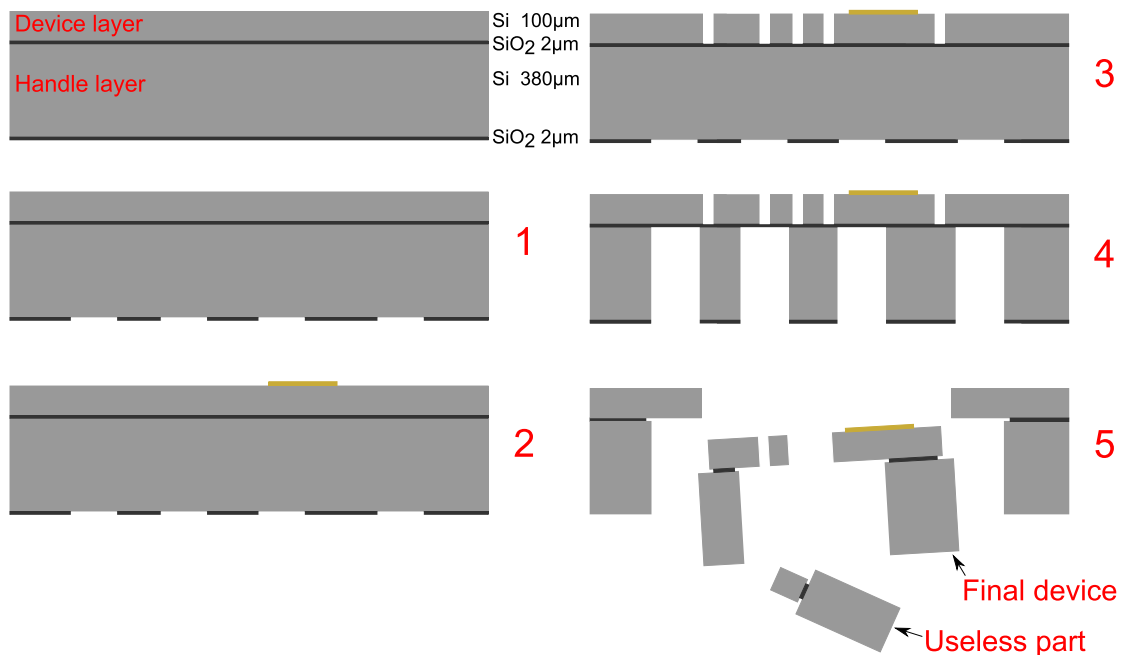 Device layer
Si 100µm
SiO2 2µm
Handle layer
Si 380µm
SiO2 2µm
1
2
3
4
5
Final device
Useless part